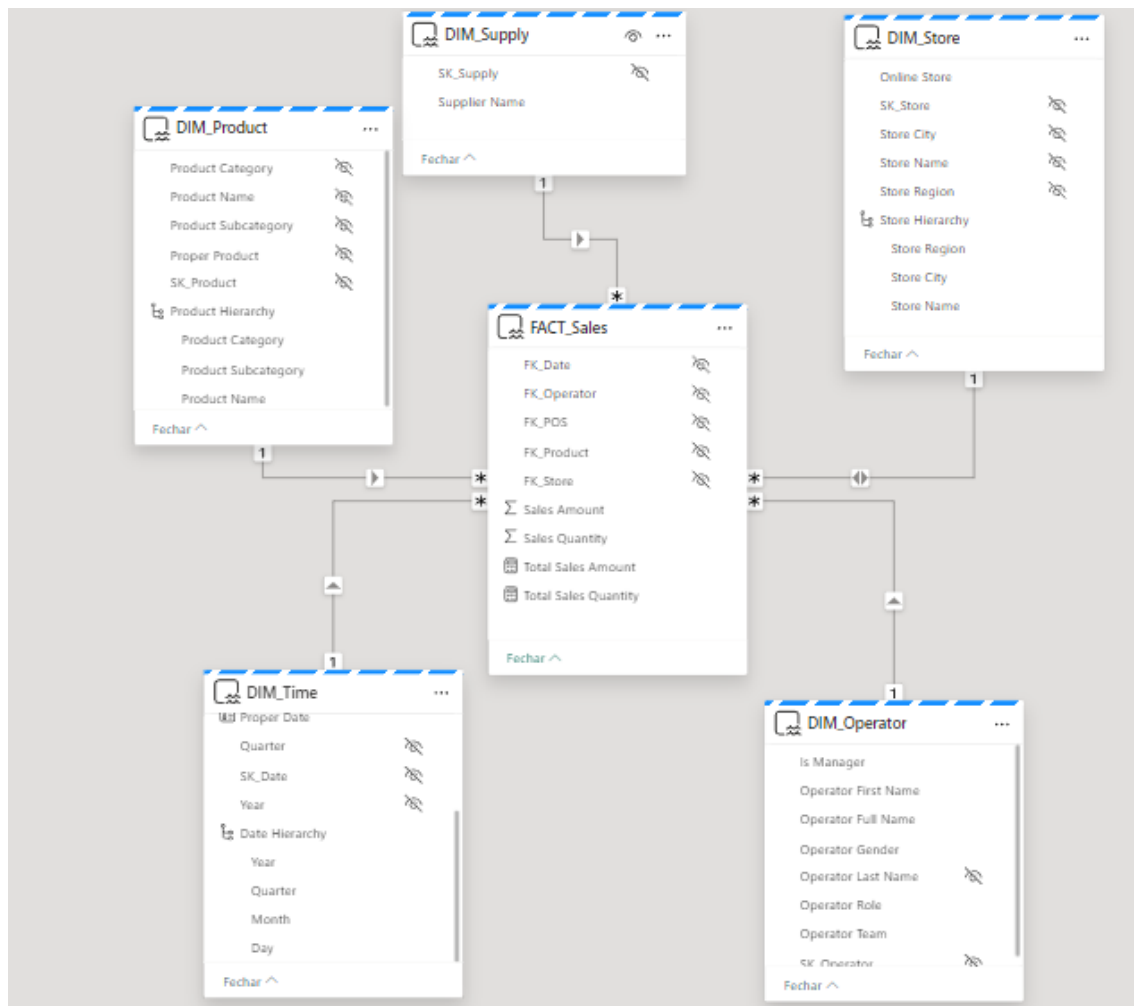 DIM_Supply
SK_Supply
Supplier Name
Fechar
1
*
DIM_Store
Online Store
SK_Store
Store City
Store Name
Store Region
Store Hierarchy
Store Region
Store City
Store Name
Fechar
1
*
DIM_Product
Product Category
Product Name
Product Subcategory
Proper Product
SK_Product
Product Hierarchy
Product Category
Product Subcategory
Product Name
Fechar
1
*
FACT_Sales
FK_Date
FK_Operator
FK_POS
FK_Product
FK_Store
Σ Sales Amount
Σ Sales Quantity
Total Sales Amount
Total Sales Quantity
Fechar
*
1
DIM_Time
Proper Date
Quarter
SK_Date
Year
Date Hierarchy
Year
Quarter
Month
Day
Fechar
*
1
DIM_Operator
Is Manager
Operator First Name
Operator Full Name
Operator Gender
Operator Last Name
Operator Role
Operator Team
SK_Operator
Fechar